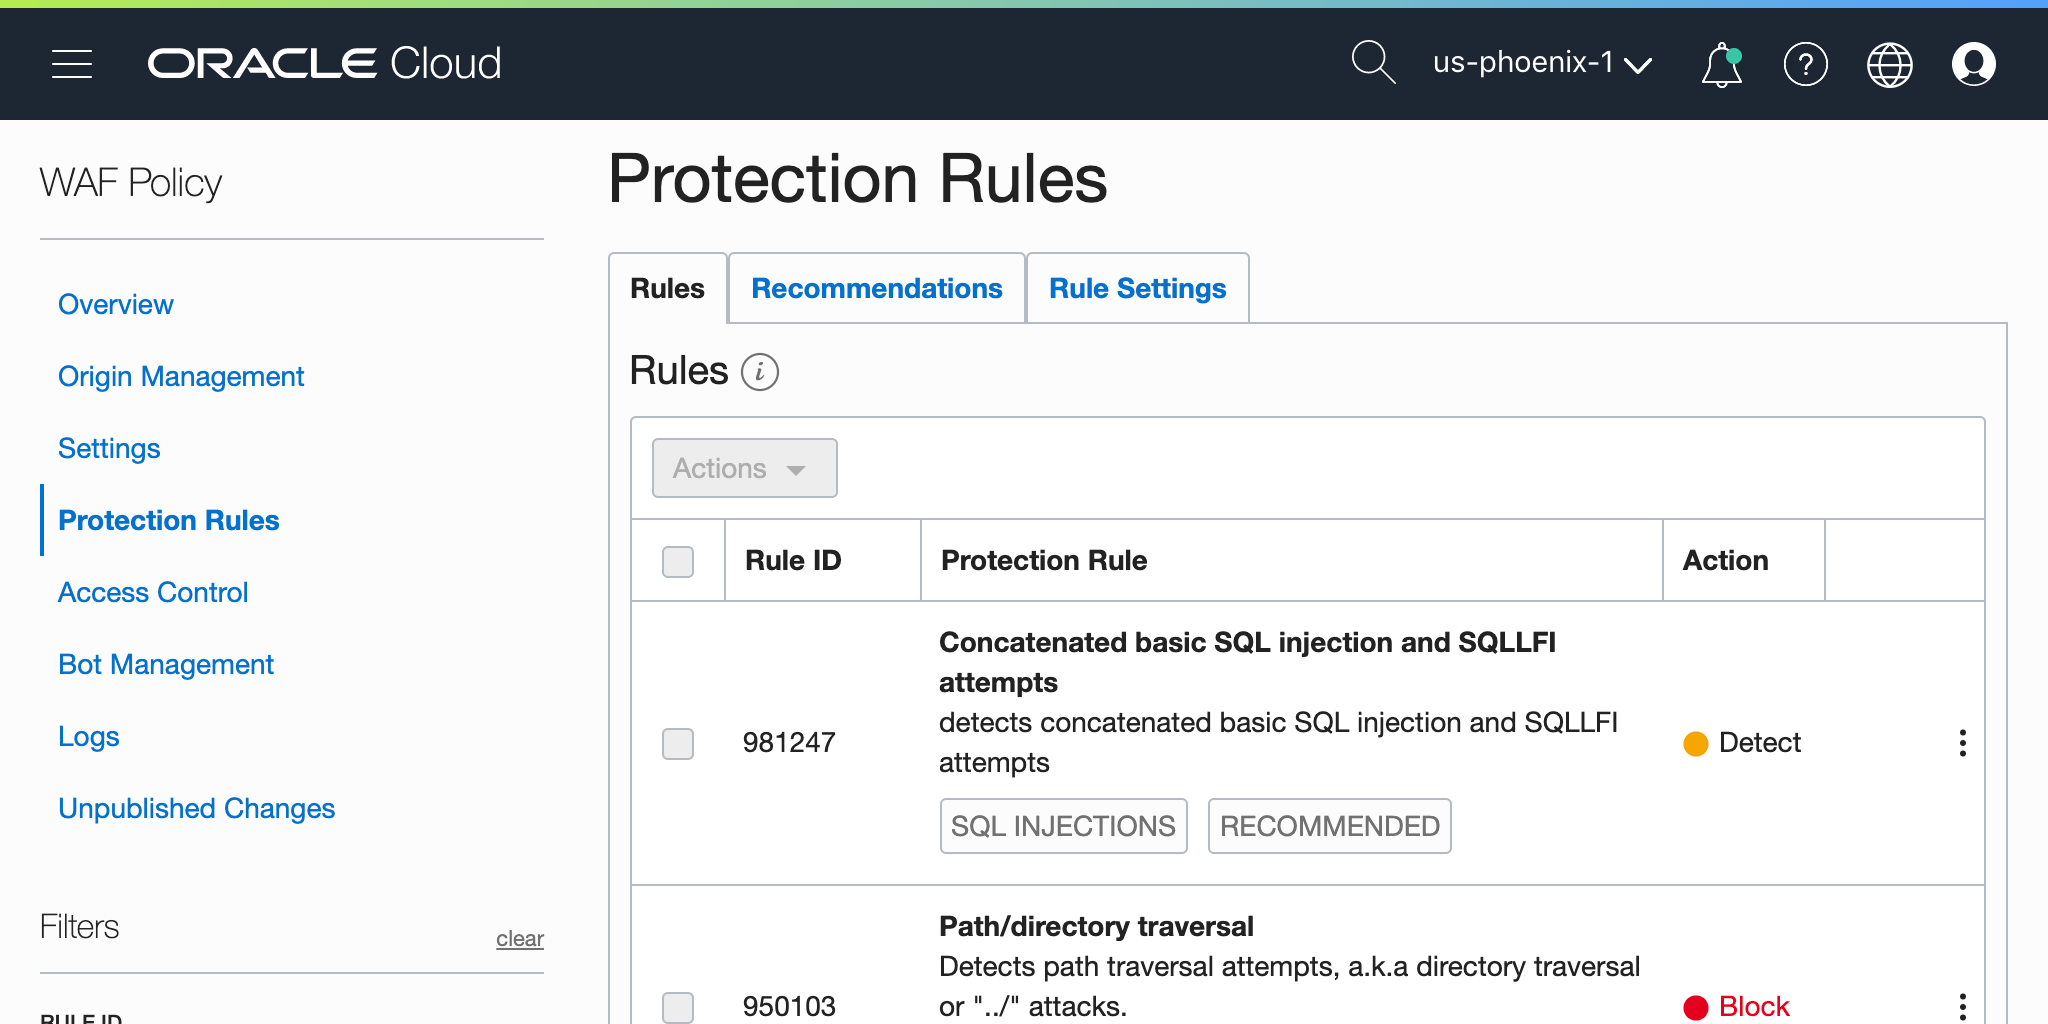 ORACLE Cloud
us-phoenix-1
WAF Policy
Overview
Origin Management
Settings
Protection Rules
Access Control
Bot Management
Logs
Unpublished Changes
Filters
clear
RULE ID
Protection Rules
Rules
Recommendations
Rule Settings
Rules
Actions
Rule ID
Protection Rule
Action
981247
Concatenated basic SQL injection and SQLLFI
attempts
detects concatenated basic SQL injection and SQLLFI
attempts
SQL INJECTIONS
RECOMMENDED
Detect
950103
Path/directory traversal
Detects path traversal attempts, a.k.a directory traversal
or "../" attacks.
Block